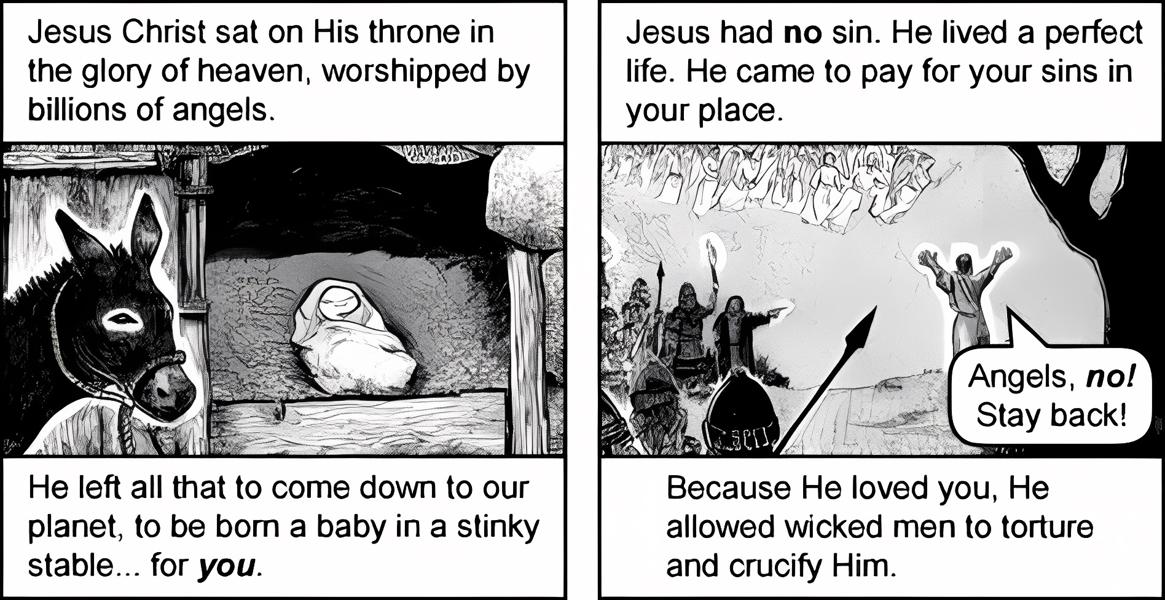 Jesus Christ sat on His throne in
the glory of heaven, worshipped by
billions of angels.
He left all that to come down to our
planet, to be born a baby in a stinky
stable... for you.
Jesus had no sin. He lived a perfect
life. He came to pay for your sins in
your place.
Angels, no!
Stay back!
Because He loved you, He
allowed wicked men to torture
and crucify Him.